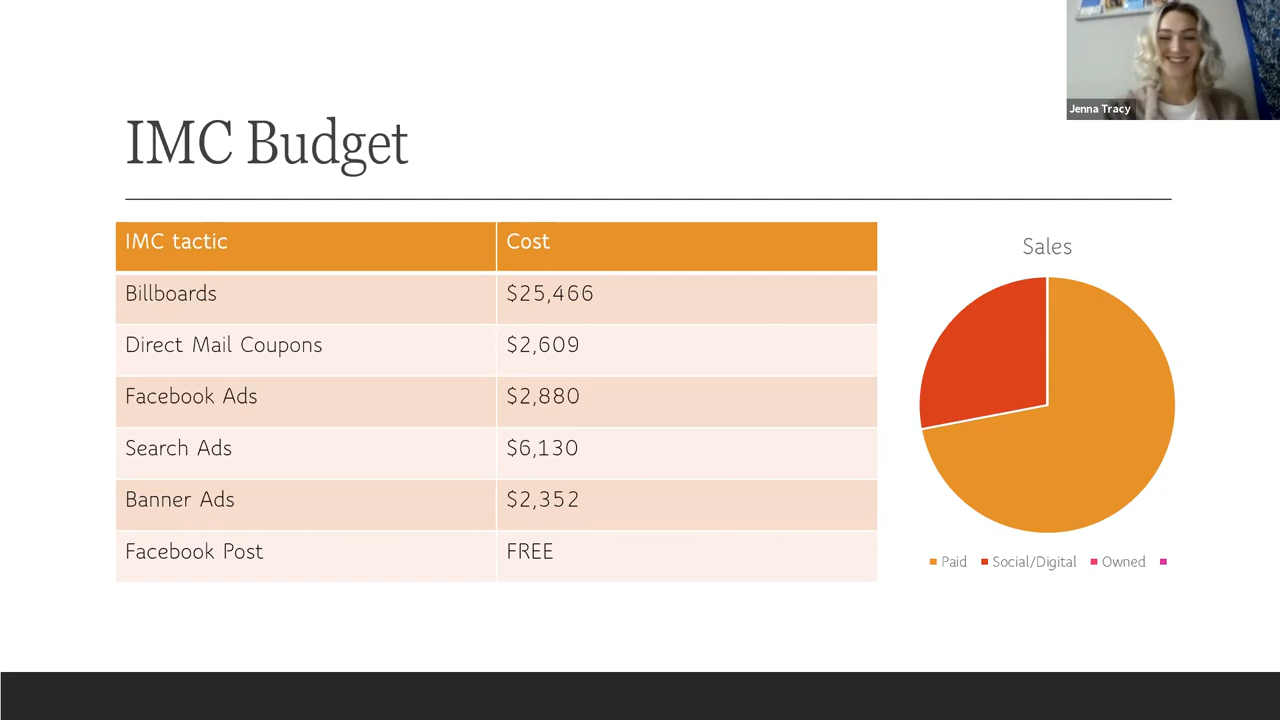 Jenna Tracy
IMC Budget
IMC tactic Cost
Billboards $25,466
Direct Mail Coupons $2,609
Facebook Ads $2,880
Search Ads $6,130
Banner Ads $2,352
Facebook Post FREE
Sales
Paid Social/Digital Owned